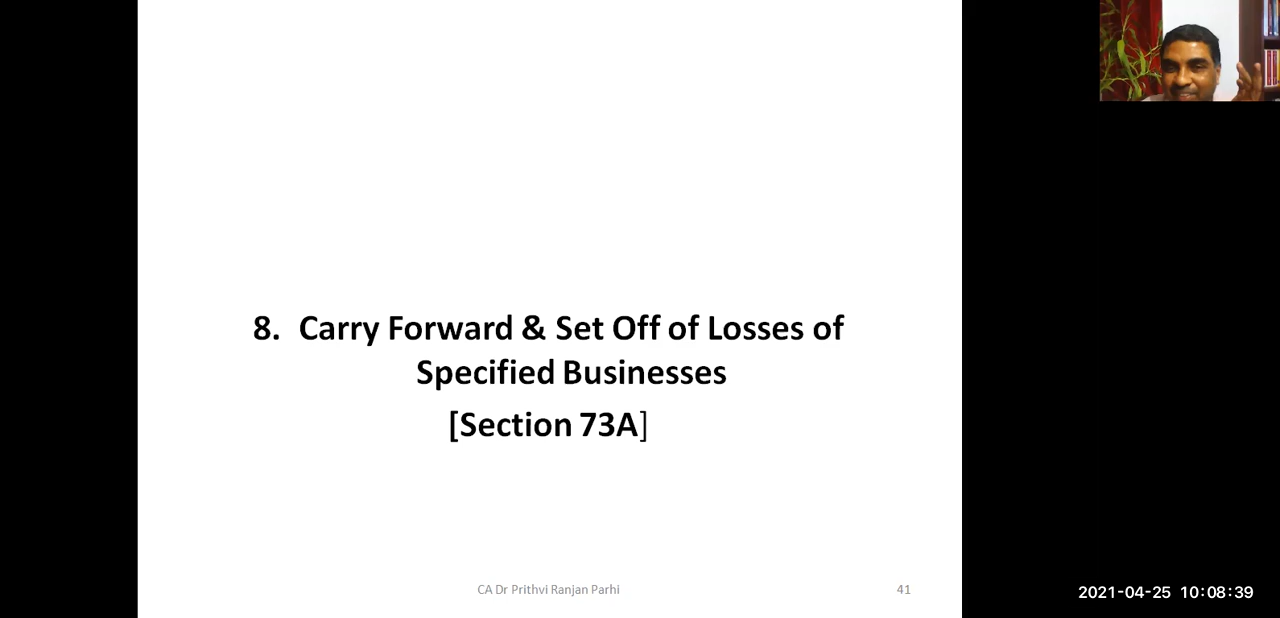 8. Carry Forward & Set Off of Losses of
Specified Businesses
[Section 73A]
CA Dr Prithvi Ranjan Parhi
41
2021-04-25 10:08:39